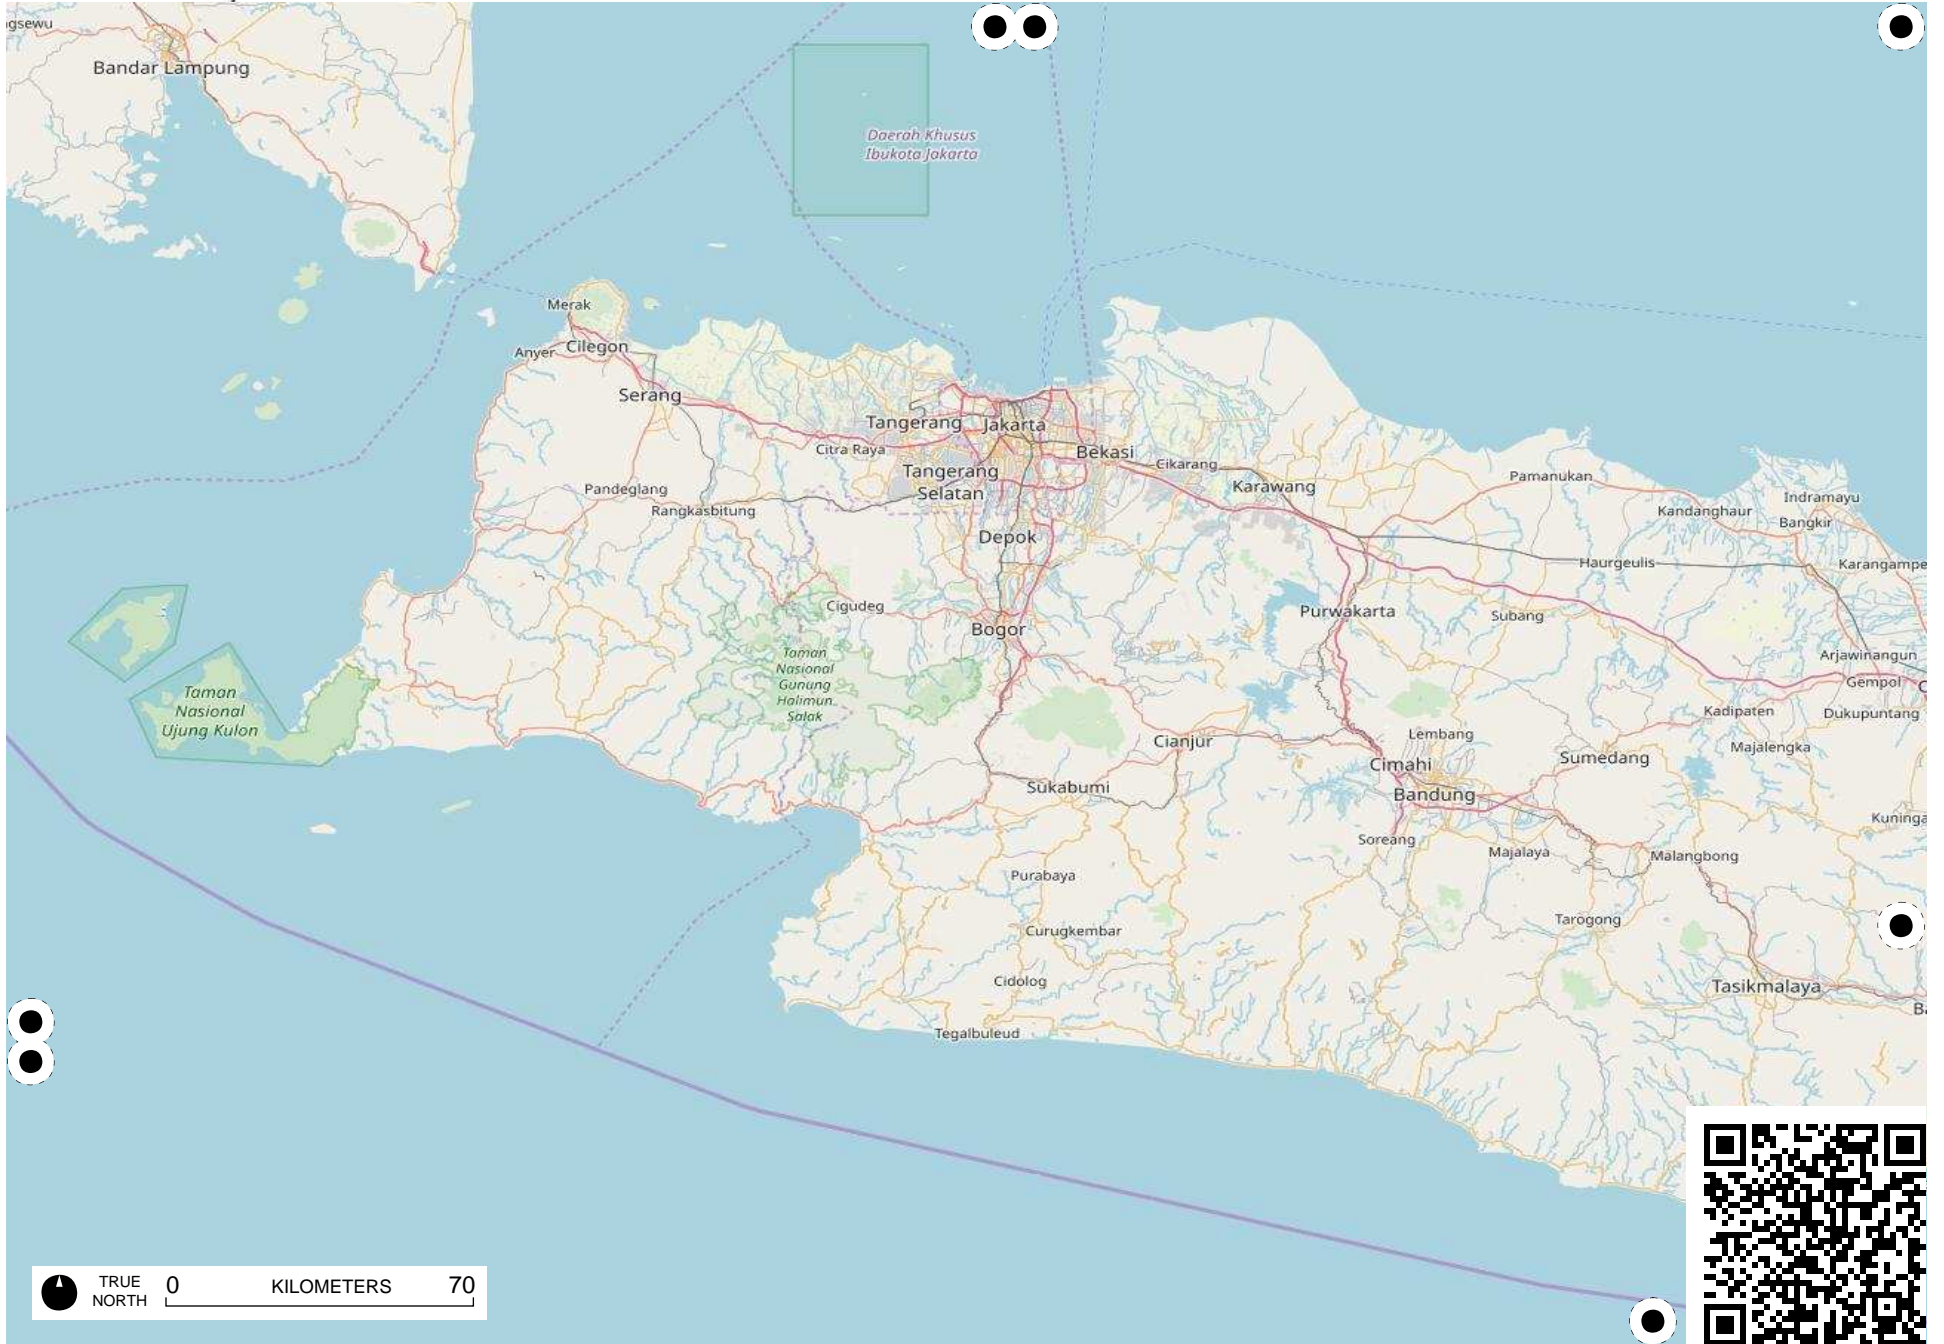 ngsewu
Bandar Lampung
Daerah Khusus
Ibukota Jakarta
Merak
Anyer
Cilegon
Serang
Tangerang
Jakarta
Citra Raya
Bekasi
Tangerang
Selatan
Cikarang
Karawang
Pamanukan
Pandeglang
Rangkasbitung
Kandanghaur
Indramayu
Bangkir
Depok
Haurgeulis
Karangampe
Cigudeg
Bogor
Purwakarta
Subang
Taman
Nasional
Gunung
Halimun
Salak
Arjawinangun
Gempol
C
Taman
Nasional
Ujung Kulon
Kadipaten
Dukupuntang
Lembang
Cianjur
Majalengka
Cimahi
Sumedang
Sukabumi
Bandung
Kuninga
Soreang
Majalaya
Malangbong
Purabaya
Tarogong
Curugkembar
Cidolog
Tasikmalaya
Ba
Tegalbuleud
TRUE
NORTH
0 KILOMETERS 70